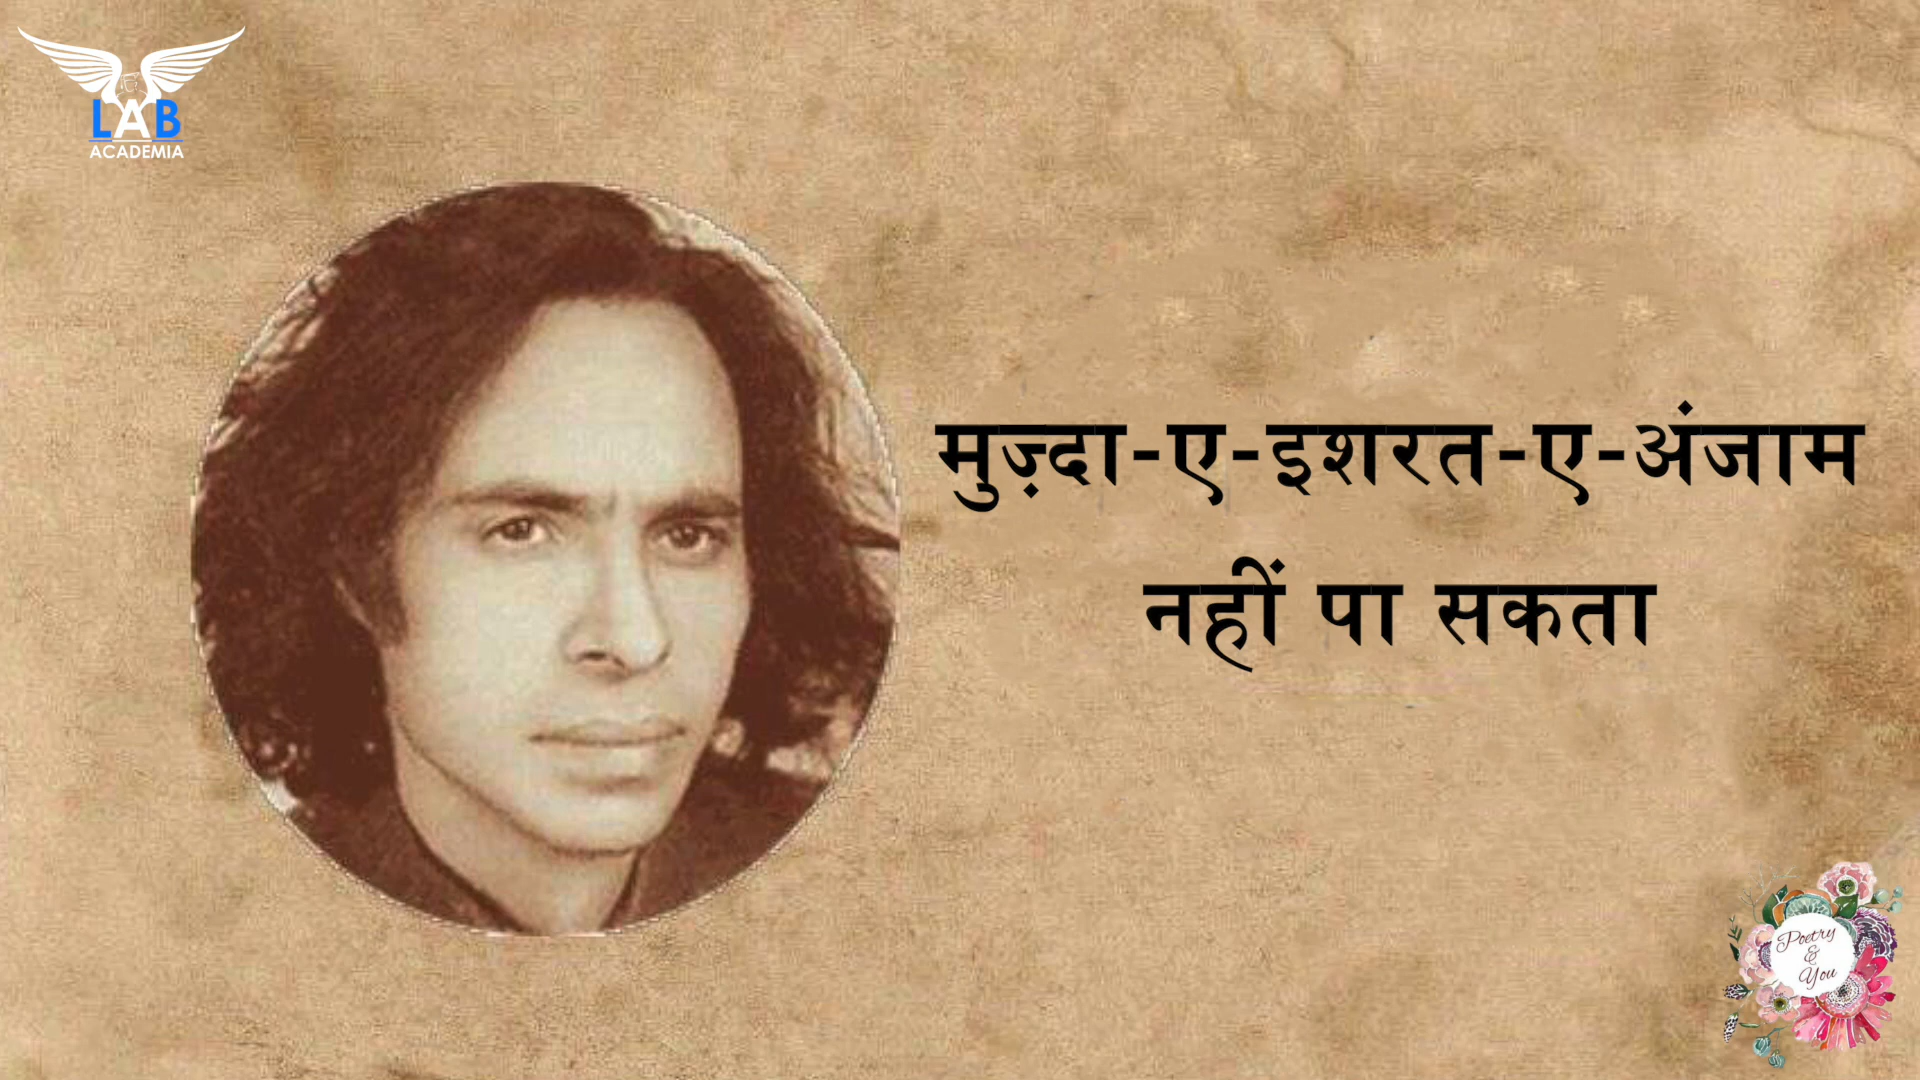 LAB
ACADEMIA
मुज़्दा-ए-इशरत-ए-अंजाम
नहीं पा सकता
Poetry
&
You